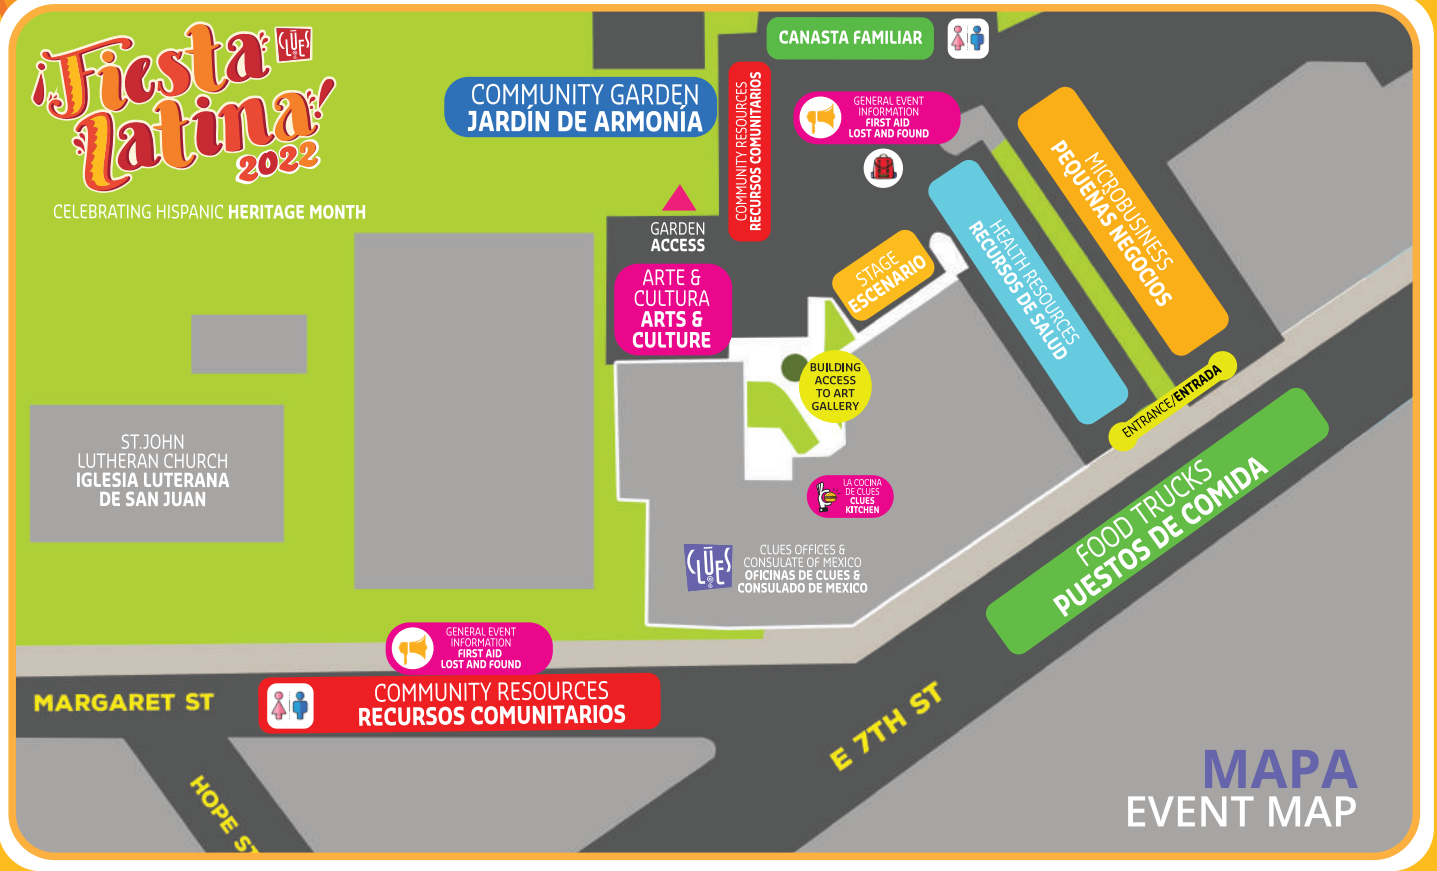 ¡Fiesta
Latina!
2022
CLUES
CELEBRATING HISPANIC HERITAGE MONTH
COMMUNITY GARDEN
JARDÍN DE ARMONÍA
CANASTA FAMILIAR
COMMUNITY RESOURCES
RECURSOS COMUNITARIOS
GENERAL EVENT
INFORMATION
FIRST AID
LOST AND FOUND
GARDEN
ACCESS
ARTE &
CULTURA
ARTS &
CULTURE
STAGE
ESCENARIO
HEALTH RESOURCES
RECURSOS DE SALUD
MICROBUSINESS
PEQUENAS NEGOCIOS
BUILDING
ACCESS
TO ART
GALLERY
ENTRANCE/ENTRADA
ST.JOHN
LUTHERAN CHURCH
IGLESIA LUTERANA
DE SAN JUAN
LA COCINA
DE CLUES
CLUES
KITCHEN
FOOD TRUCKS
PUESTOS DE COMIDA
CLUES
CLUES OFFICES &
CONSULATE OF MEXICO
OFICINAS DE CLUES &
CONSULADO DE MEXICO
GENERAL EVENT
INFORMATION
FIRST AID
LOST AND FOUND
MARGARET ST
COMMUNITY RESOURCES
RECURSOS COMUNITARIOS
E 7TH ST
HOPE ST
MAPA
EVENT MAP